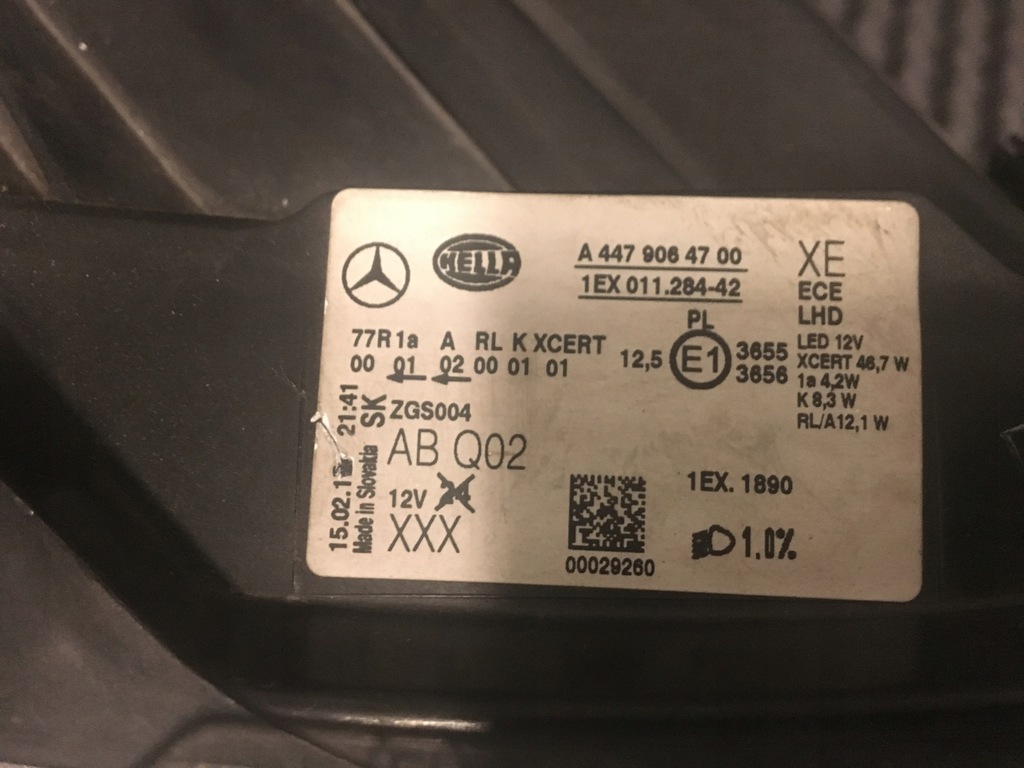 HELLA
A 447 906 47 00
1EX 011.284-42
XE
ECE
LHD
PL
77R 1a A RL K XCERT
00 01 02 00 01 01
12,5 E1 3655
3656
LED 12V
XCERT 46,7 W
1a 4,2W
K 8,3 W
RL/A12,1 W
ZGS004
AB Q02
12V
XXX
SK
21:41
Made in Slovakia
00029260
1EX. 1890
1.0%